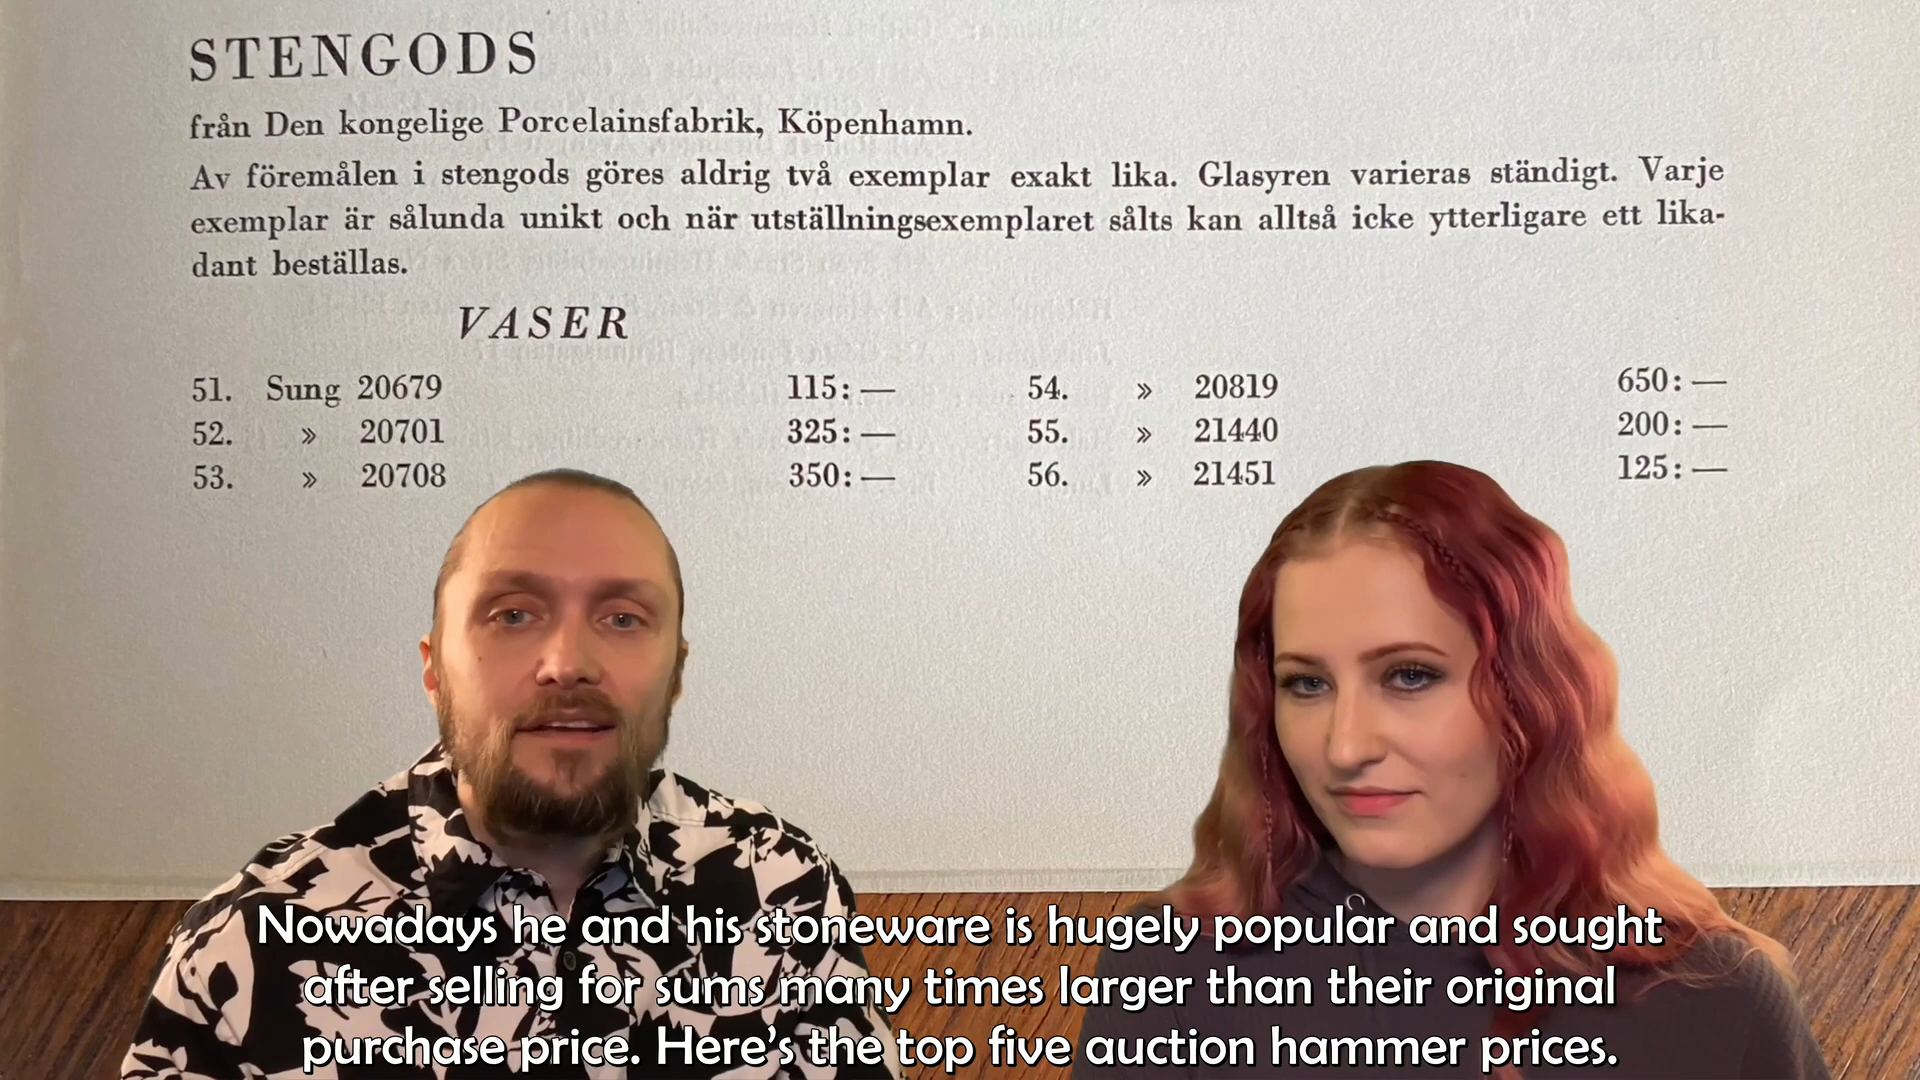 STENGODS
från Den kongelige Porcelainsfabrik, Köpenhamn.
Av föremålen i stengods göres aldrig två exemplar exakt lika. Glasyren varieras ständigt. Varje
exemplar är sålunda unikt och när utställningsexemplaret sålts kan alltså icke ytterligare ett lika-
dant beställas.
VASER
51. Sung 20679 115: —
52. » 20701 325: —
53. » 20708 350: —
54. » 20819 650: —
55. » 21440 200: —
56. » 21451 125: —
Nowadays he and his stoneware is hugely popular and sought
after selling for sums many times larger than their original
purchase price. Here's the top five auction hammer prices.